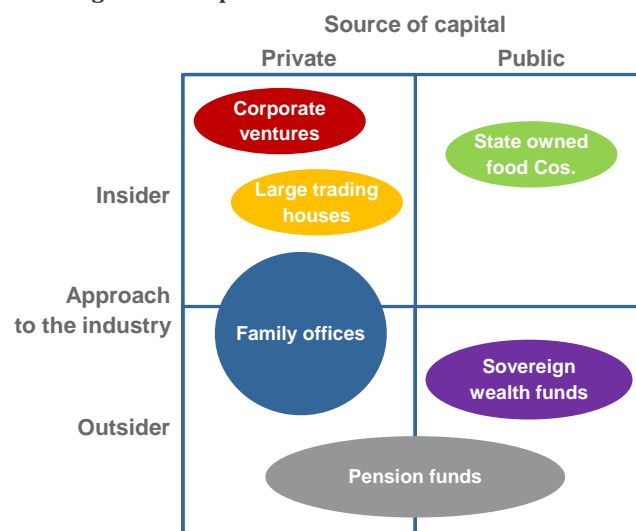 Source of capital
Private
Public
Corporate
ventures
State owned
food Cos.
Insider
Large trading
houses
Approach
to the industry
Family offices
Sovereign
wealth funds
Outsider
Pension funds